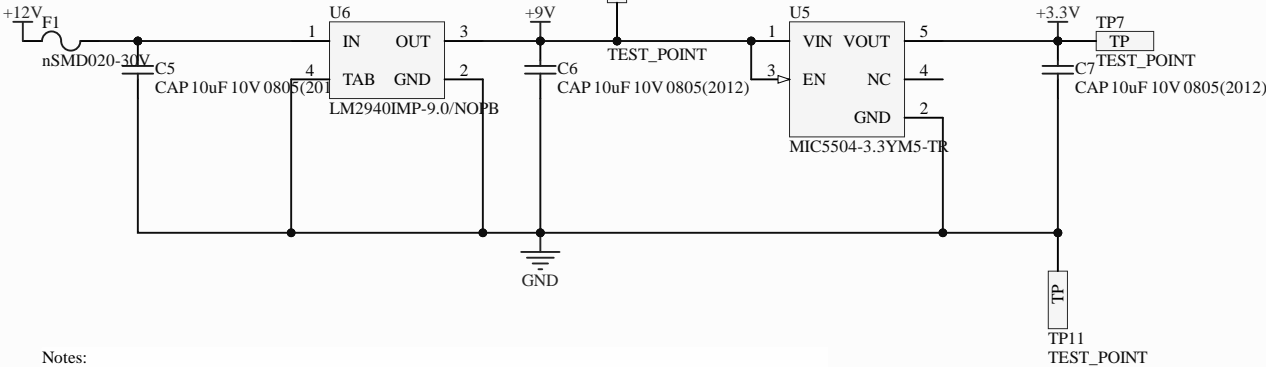 +12V
F1
nSMD020-30V
C5
CAP 10uF 10V 0805(201
U6
1 IN OUT 3
4 TAB GND 2
LM2940IMP-9.0/NOPB
+9V
C6
CAP 10uF 10V 0805(2012)
TEST_POINT
U5
1 VIN VOUT 5
3 EN NC 4
GND 2
MIC5504-3.3YM5-TR
+3.3V
TP7
TP
TEST_POINT
C7
CAP 10uF 10V 0805(2012)
GND
TP
TP11
TEST_POINT
Notes: